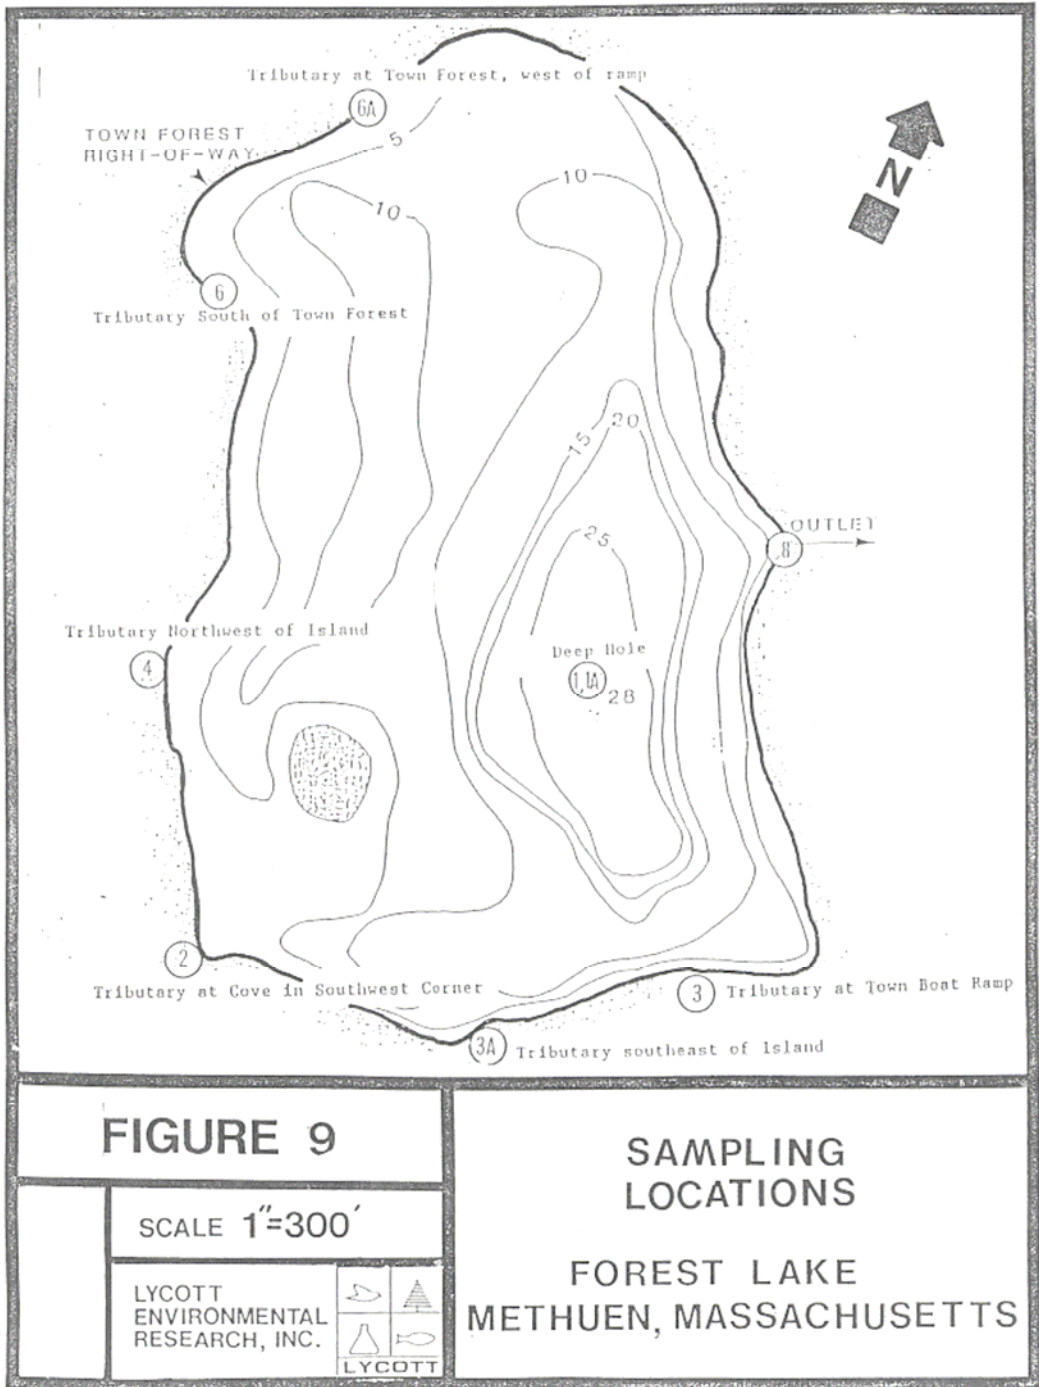 Tributary at Town Forest, west of ramp
6A
TOWN FOREST
RIGHT-OF-WAY
5
10
10
N
6
Tributary South of Town Forest
15
20
25
OUTLET
8
Tributary Northwest of Island
4
Deep Hole
1,1A
28
2
Tributary at Cove in Southwest Corner
3
Tributary at Town Boat Ramp
3A
Tributary southeast of Island
FIGURE 9
SCALE 1"=300'
LYCOTT
ENVIRONMENTAL
RESEARCH, INC.
LYCOTT
SAMPLING
LOCATIONS
FOREST LAKE
METHUEN, MASSACHUSETTS